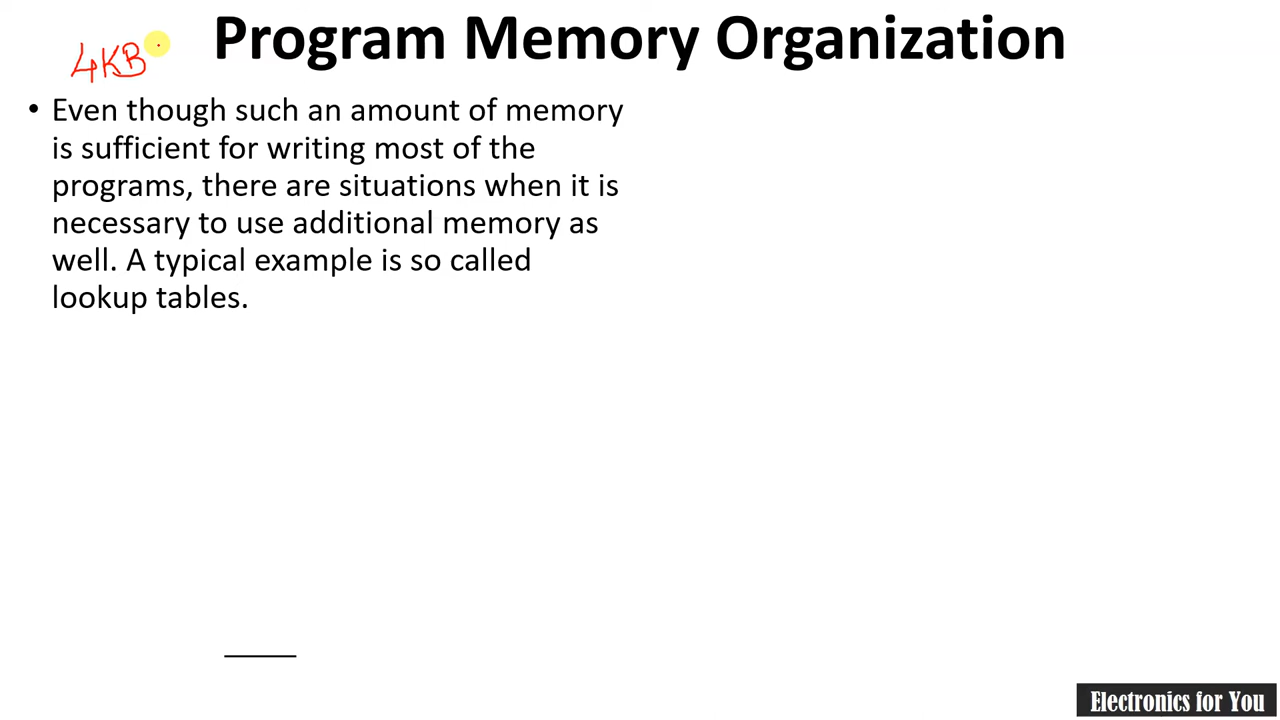 Program Memory Organization
4KB
• Even though such an amount of memory
is sufficient for writing most of the
programs, there are situations when it is
necessary to use additional memory as
well. A typical example is so called
lookup tables.
Electronics for You